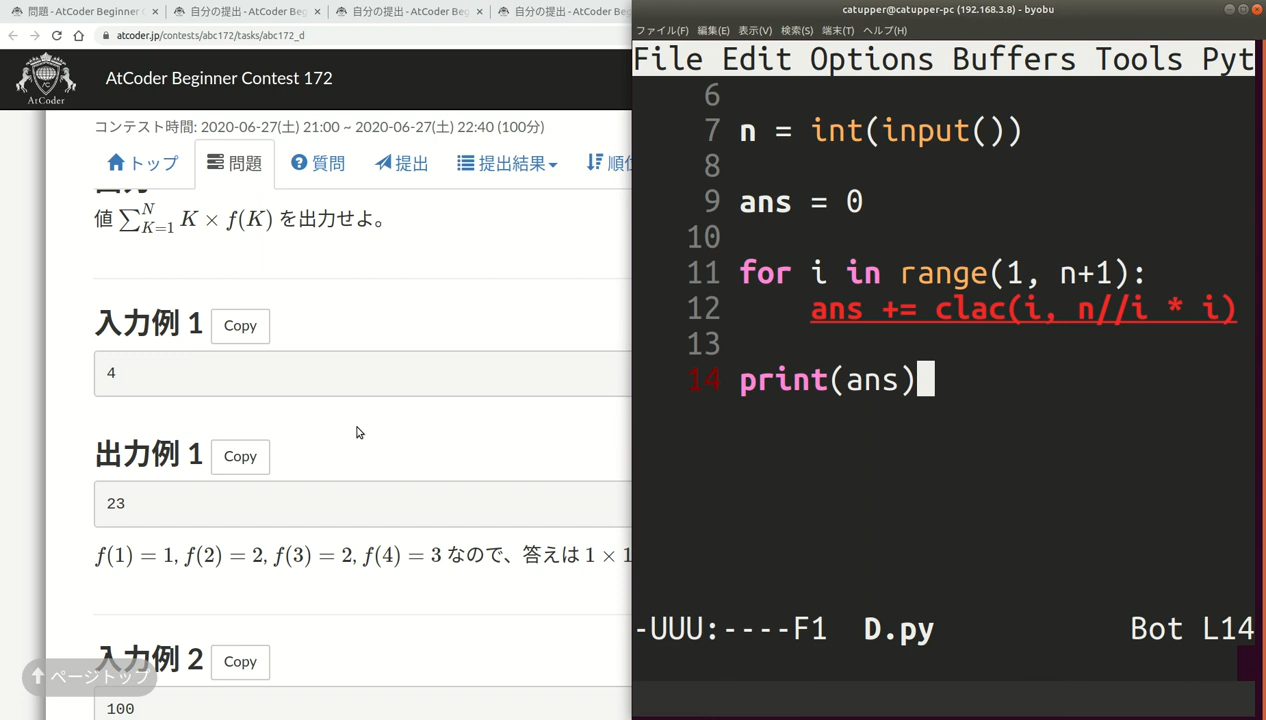 問題 - AtCoder Beginner C
自分の提出 - AtCoder Beg
自分の提出 - AtCoder Beg
自分の提出 - AtCoder Beg
atcoder.jp/contests/abc172/tasks/abc172_d
AtCoder
AtCoder Beginner Contest 172
コンテスト時間: 2020-06-27(土) 21:00 ~ 2020-06-27(土) 22:40 (100分)
トップ 問題 質問 提出 提出結果 順位
値 ∑_{K=1}^{N} K × f(K) を出力せよ。
入力例 1 Copy
4
出力例 1 Copy
23
f(1) = 1, f(2) = 2, f(3) = 2, f(4) = 3 なので、答えは 1 × 1
入力例 2 Copy
ページトップ
100
catupper@catupper-pc (192.168.3.8) - byobu
ファイル(F) 編集(E) 表示(V) 検索(S) 端末(T) ヘルプ(H)
File Edit Options Buffers Tools Pyt
6
7 n = int(input())
8
9 ans = 0
10
11 for i in range(1, n+1):
12 ans += clac(i, n//i * i)
13
14 print(ans)
-UUU:----F1 D.py Bot L14